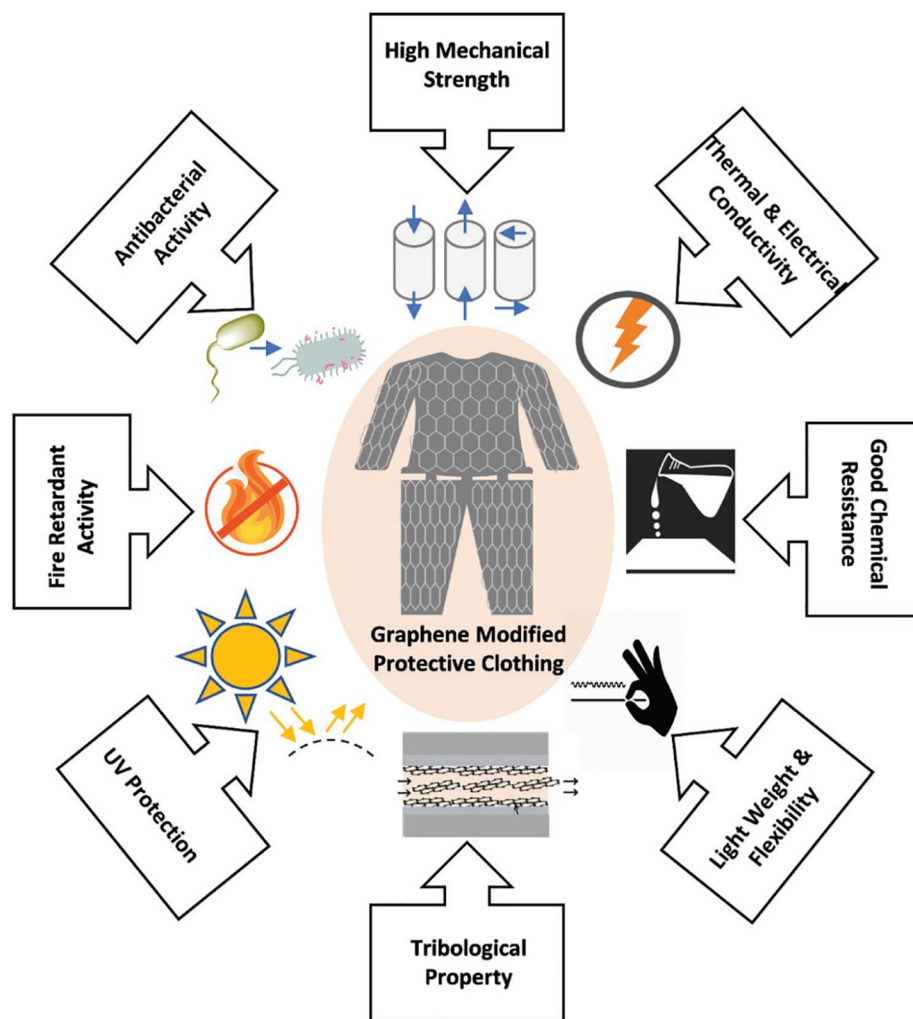 High Mechanical
Strength
Thermal & Electrical
Conductivity
Good Chemical
Resistance
Light Weight &
Flexibility
Tribological
Property
UV Protection
Fire Retardant
Activity
Antibacterial
Activity
Graphene Modified
Protective Clothing